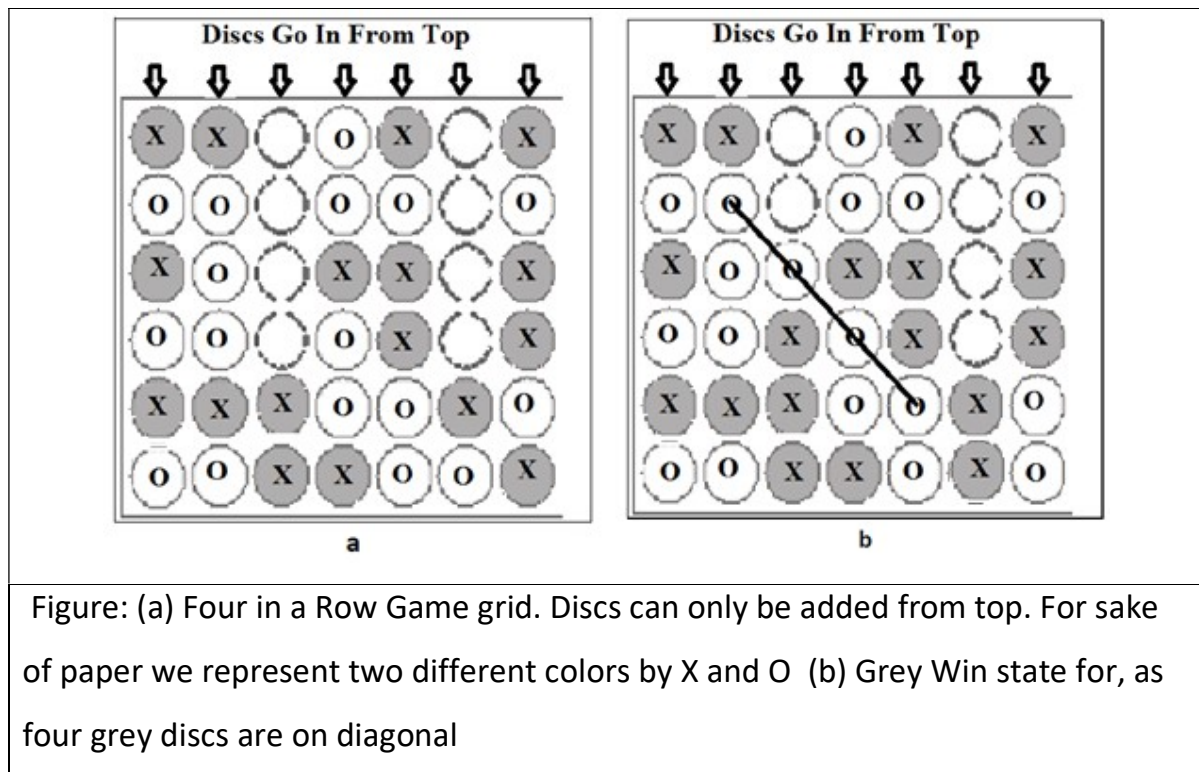 Discs Go In From Top
X X O X X
O O O O O
X O X X X
O O O X X
X X X O O X O
O O X X O O X
a
Discs Go In From Top
X X O X X
O O O O O
X O O X X X
O O X O X X
X X X O O X O
O O X X O X O
b
Figure: (a) Four in a Row Game grid. Discs can only be added from top. For sake
of paper we represent two different colors by X and O (b) Grey Win state for, as
four grey discs are on diagonal